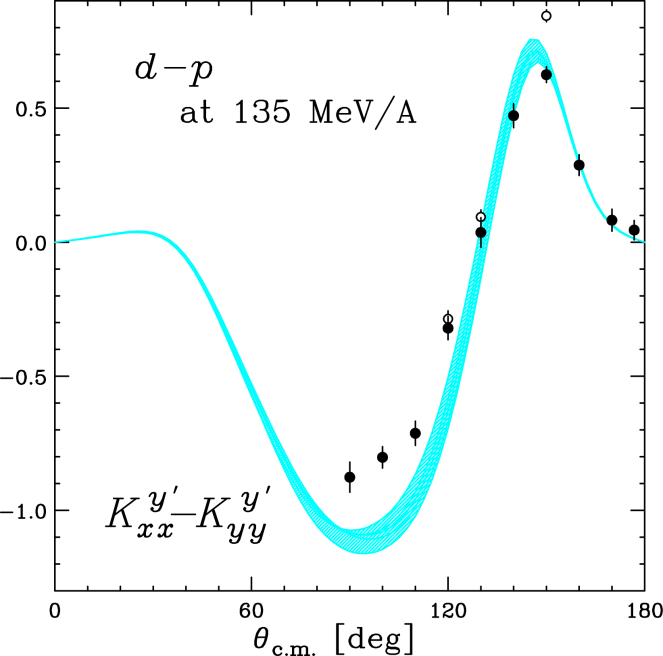 d-p
at 135 MeV/A
0.5
0.0
-0.5
-1.0
K_{xx}^{y'}-K_{yy}^{y'}
0 60 120 180
θ_{c.m.} [deg]